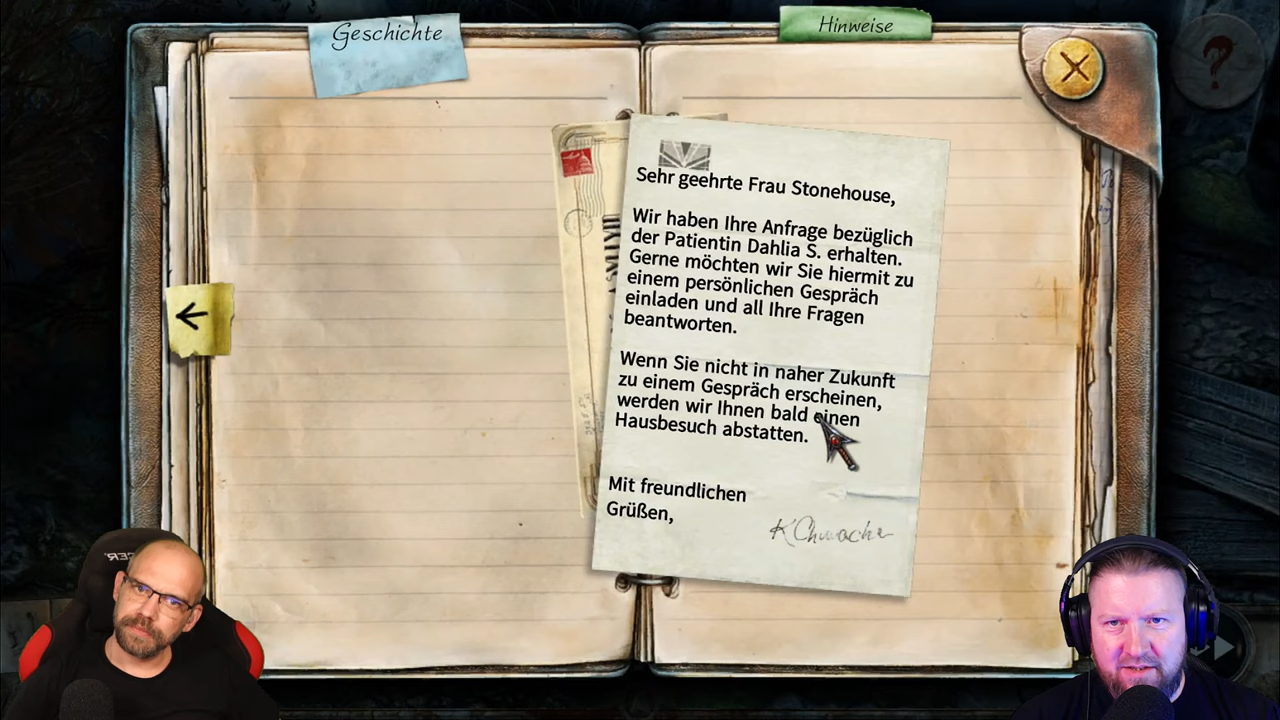 Geschichte
Hinweise
Sehr geehrte Frau Stonehouse,
Wir haben Ihre Anfrage bezüglich
der Patientin Dahlia S. erhalten.
Gerne möchten wir Sie hiermit zu
einem persönlichen Gespräch
einladen und all Ihre Fragen
beantworten.
Wenn Sie nicht in naher Zukunft
zu einem Gespräch erscheinen,
werden wir Ihnen bald einen
Hausbesuch abstatten.
Mit freundlichen
Grüßen,